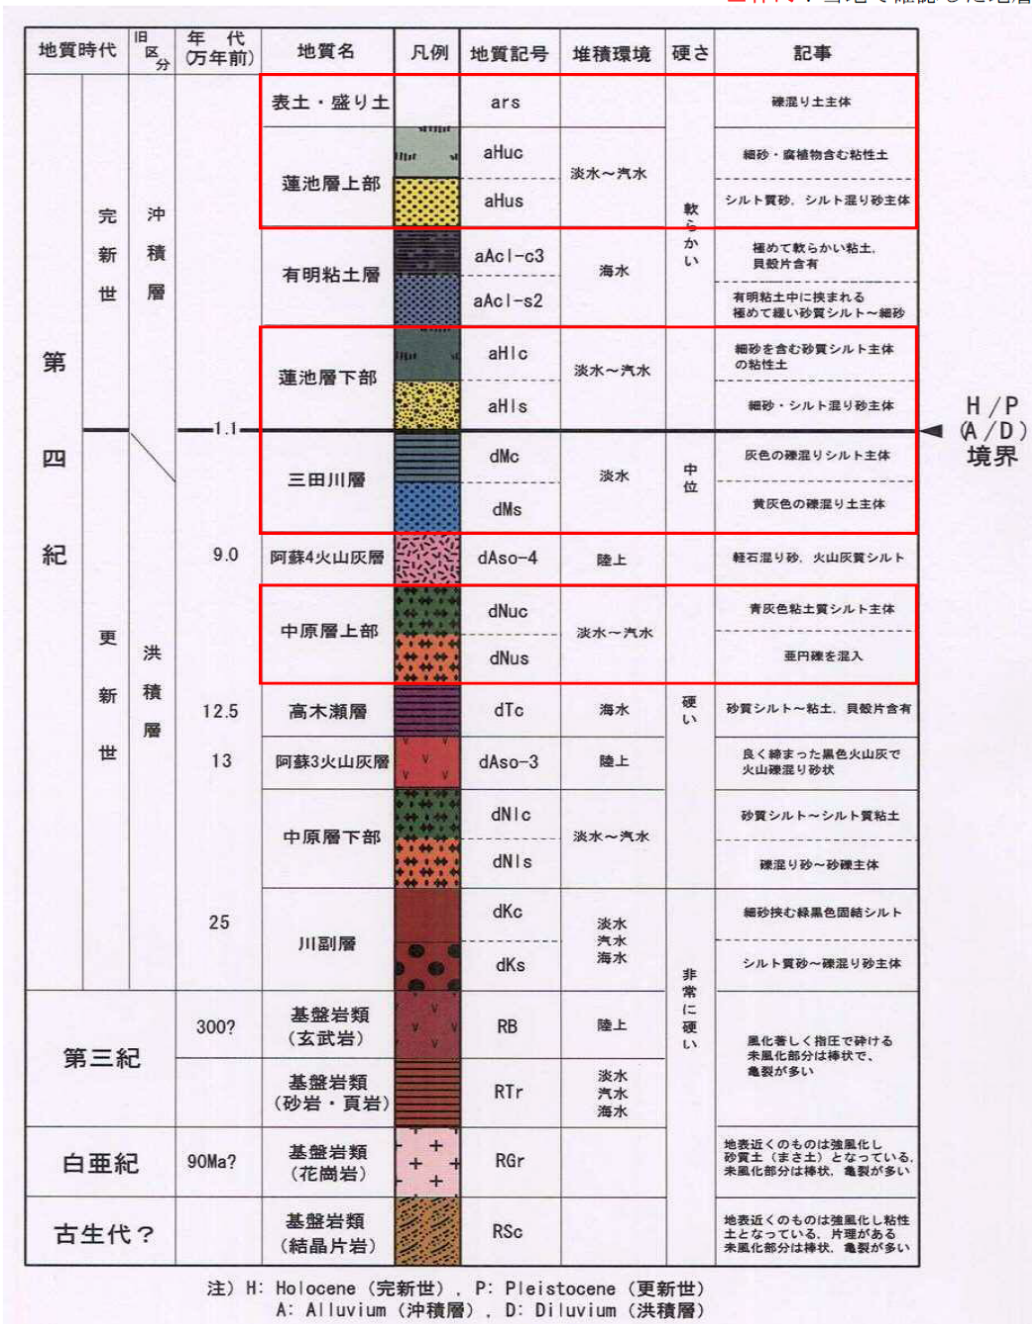 地質時代 旧区分 年代(万年前) 地質名 凡例 地質記号 堆積環境 硬さ 記事
第四紀
完新世
沖積層
表土・盛り土 ars 礫混り土主体
蓮池層上部 aHuc 淡水～汽水 細砂・腐植物含む粘性土
aHus シルト質砂，シルト混り砂主体
軟らかい
有明粘土層 aAcl-c3 海水 極めて軟らかい粘土，
貝殻片含有
aAcl-s2 有明粘土中に挟まれる
極めて緩い砂質シルト～細砂
蓮池層下部 aHlc 淡水～汽水 細砂を含む砂質シルト主体
の粘性土
aHls 細砂・シルト混り砂主体
1.1
H/P
(A/D)
境界
更新世
洪積層
三田川層 dMc 淡水 中位 灰色の礫混りシルト主体
dMs 黄灰色の礫混り土主体
9.0 阿蘇4火山灰層 dAso-4 陸上 軽石混り砂，火山灰質シルト
中原層上部 dNuc 淡水～汽水 青灰色粘土質シルト主体
dNus 亜円礫を混入
硬い
12.5 高木瀬層 dTc 海水 砂質シルト～粘土，貝殻片含有
13 阿蘇3火山灰層 dAso-3 陸上 良く締まった黒色火山灰で
火山礫混り砂状
中原層下部 dNlc 淡水～汽水 砂質シルト～シルト質粘土
dNls 礫混り砂～砂礫主体
25 川副層 dKc 淡水 汽水 海水 細砂挟む緑黒色固結シルト
dKs シルト質砂～礫混り砂主体
非常に硬い
第三紀
300? 基盤岩類
(玄武岩) RB 陸上 風化著しく指圧で砕ける
未風化部分は棒状で、
亀裂が多い
基盤岩類
(砂岩・頁岩) RTr 淡水 汽水 海水
白亜紀 90Ma? 基盤岩類
(花崗岩) RGr 地表近くのものは強風化し
砂質土（まさ土）となっている，
未風化部分は棒状，亀裂が多い
古生代？ 基盤岩類
(結晶片岩) RSc 地表近くのものは強風化し粘性
土となっている，片理がある
未風化部分は棒状，亀裂が多い
注）H: Holocene（完新世）, P: Pleistocene（更新世）
A: Alluvium（沖積層）, D: Diluvium（洪積層）